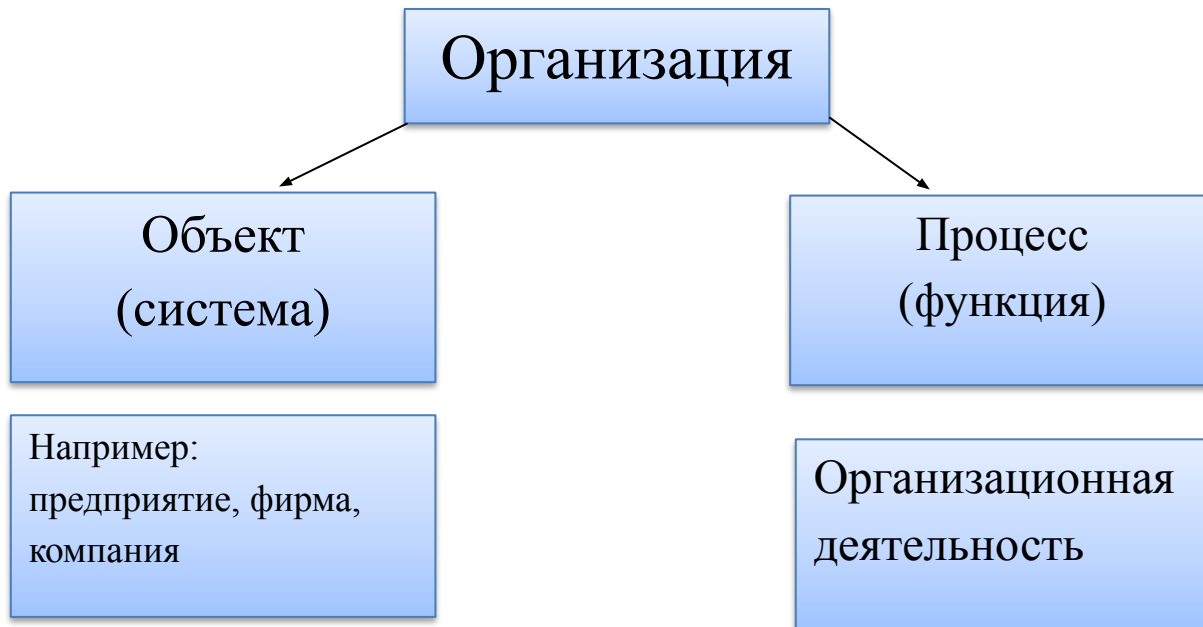 Организация
Объект
(система)
Процесс
(функция)
Например:
предприятие, фирма,
компания
Организационная
деятельность